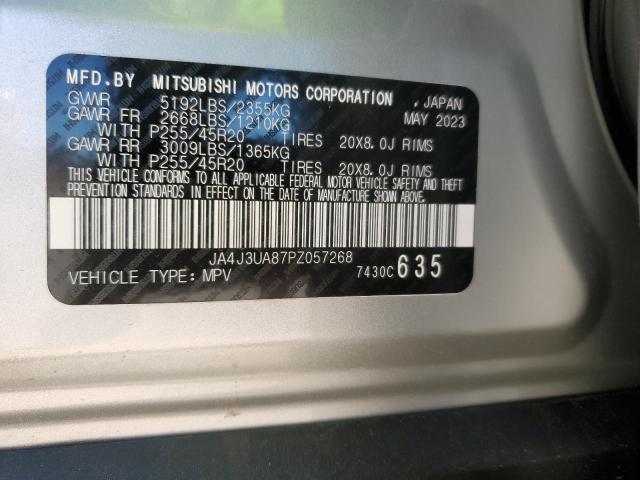 MFD. BY MITSUBISHI MOTORS CORPORATION , JAPAN
GVWR 5192LBS/2355KG MAY 2023
GAWR FR 2668LBS/1210KG
WITH P255/45R20 TIRES 20X8.0J RIMS
GAWR RR 3009LBS/1365KG
WITH P255/45R20 TIRES 20X8.0J RIMS
THIS VEHICLE CONFORMS TO ALL APPLICABLE FEDERAL MOTOR VEHICLE SAFETY AND THEFT
PREVENTION STANDARDS IN EFFECT ON THE DATE OF MANUFACTURE SHOWN ABOVE.
JA4J3UA87PZ057268
VEHICLE TYPE: MPV 7430C 635